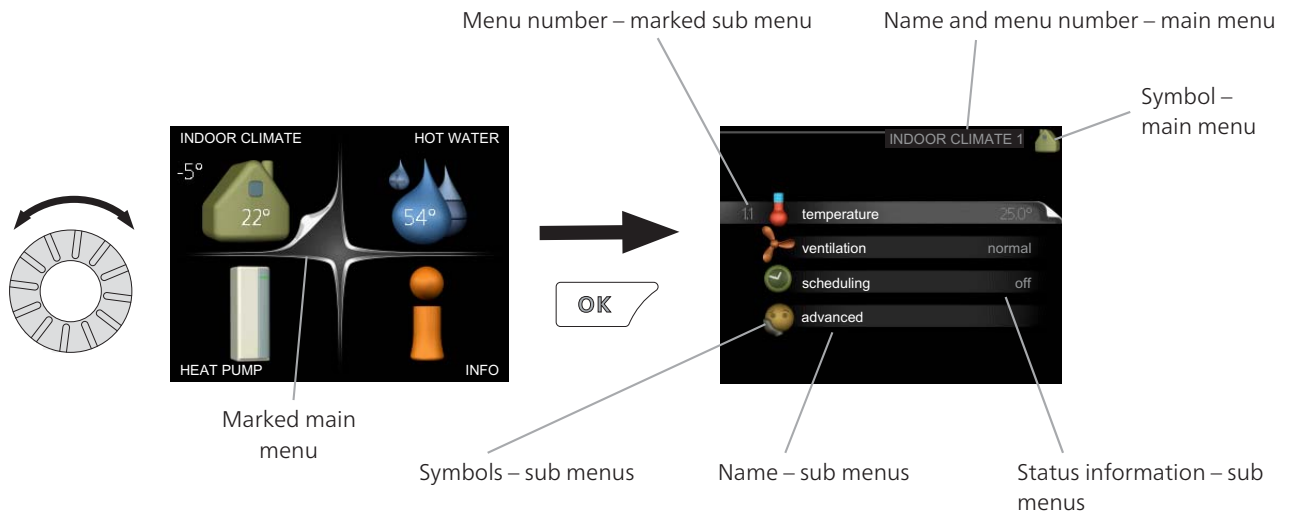 Menu number – marked sub menu
Name and menu number – main menu
Symbol –
main menu
INDOOR CLIMATE
HOT WATER
-5°
22°
54°
HEAT PUMP
INFO
OK
INDOOR CLIMATE 1
1.1
temperature
25.0°
ventilation
normal
scheduling
off
advanced
Marked main
menu
Symbols – sub menus
Name – sub menus
Status information – sub
menus